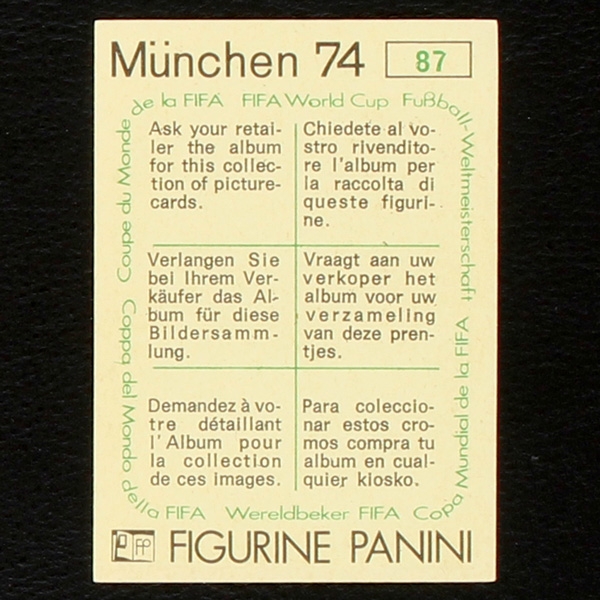 München 74
87
de la FIFA FIFA World Cup Fußball-Weltmeisterschaft
Coupe du Monde
Ask your retai-
ler the album
for this collec-
tion of picture-
cards.
Chiedete al vo-
stro rivendito-
re l'album per
la raccolta di
queste figuri-
ne.
Verlangen Sie
bei Ihrem Ver-
käufer das Al-
bum für diese
Bildersamm-
lung.
Vraagt aan uw
verkoper het
album voor uw
verzameling
van deze pren-
tjes.
Demandez à vo-
tre détaillant
l'Album pour
la collection
de ces images.
Para coleccio-
nar estos cro-
mos compra tu
album en cual-
quier kiosko.
Coppa del Mondo della FIFA
Wereldbeker FIFA
Copa Mundial de la FIFA
FP
FIGURINE PANINI